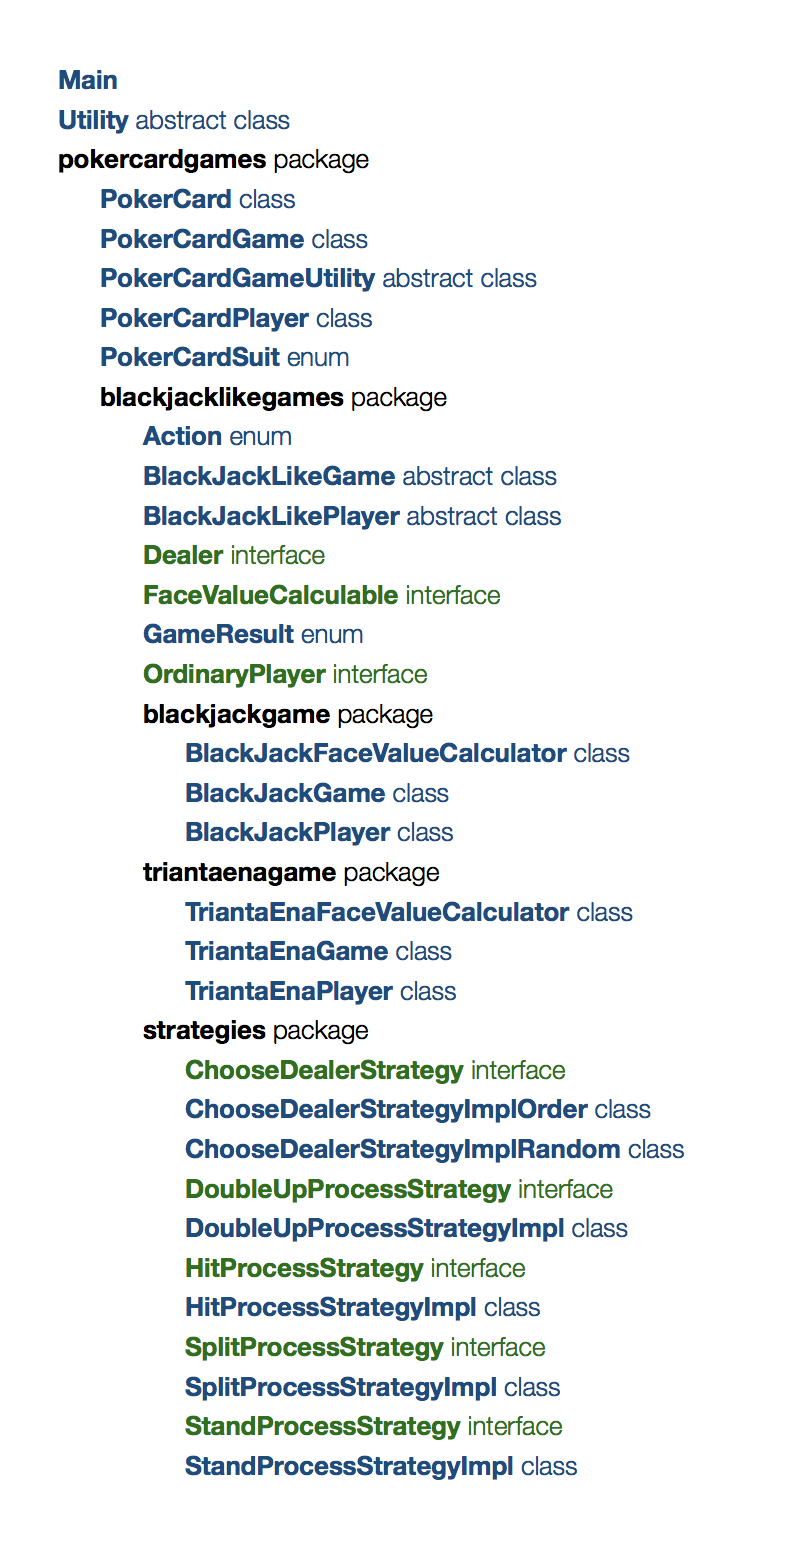 Main
Utility abstract class
pokercardgames package
PokerCard class
PokerCardGame class
PokerCardGameUtility abstract class
PokerCardPlayer class
PokerCardSuit enum
blackjacklikegames package
Action enum
BlackJackLikeGame abstract class
BlackJackLikePlayer abstract class
Dealer interface
FaceValueCalculable interface
GameResult enum
OrdinaryPlayer interface
blackjackgame package
BlackJackFaceValueCalculator class
BlackJackGame class
BlackJackPlayer class
triantaenagame package
TriantaEnaFaceValueCalculator class
TriantaEnaGame class
TriantaEnaPlayer class
strategies package
ChooseDealerStrategy interface
ChooseDealerStrategyImplOrder class
ChooseDealerStrategyImplRandom class
DoubleUpProcessStrategy interface
DoubleUpProcessStrategyImpl class
HitProcessStrategy interface
HitProcessStrategyImpl class
SplitProcessStrategy interface
SplitProcessStrategyImpl class
StandProcessStrategy interface
StandProcessStrategyImpl class